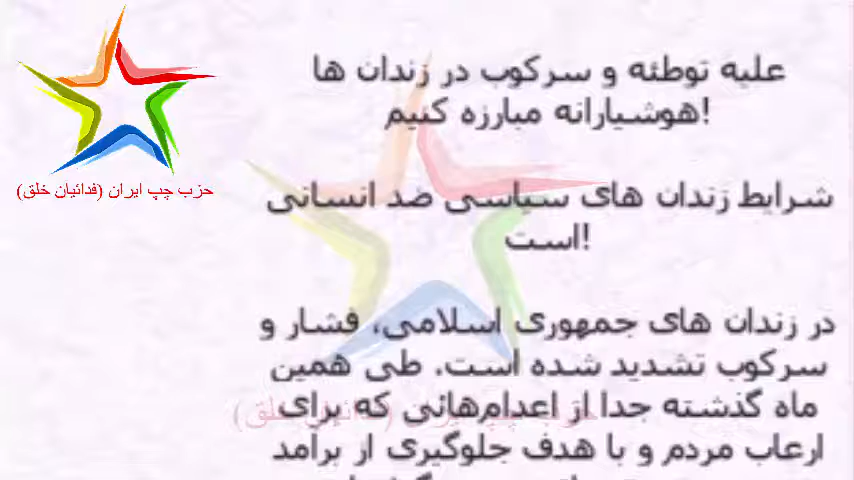 حزب چپ ایران (فدائیان خلق)
علیه توطئه و سرکوب در زندان ها
هوشیارانه مبارزه کنیم!
شرایط زندان های سیاسی ضد انسانی
است!
در زندان های جمهوری اسلامی، فشار و
سرکوب تشدید شده است. طی همین
ماه گذشته جدا از اعدام‌هائی که برای
ارعاب مردم و با هدف جلوگیری از برآمد